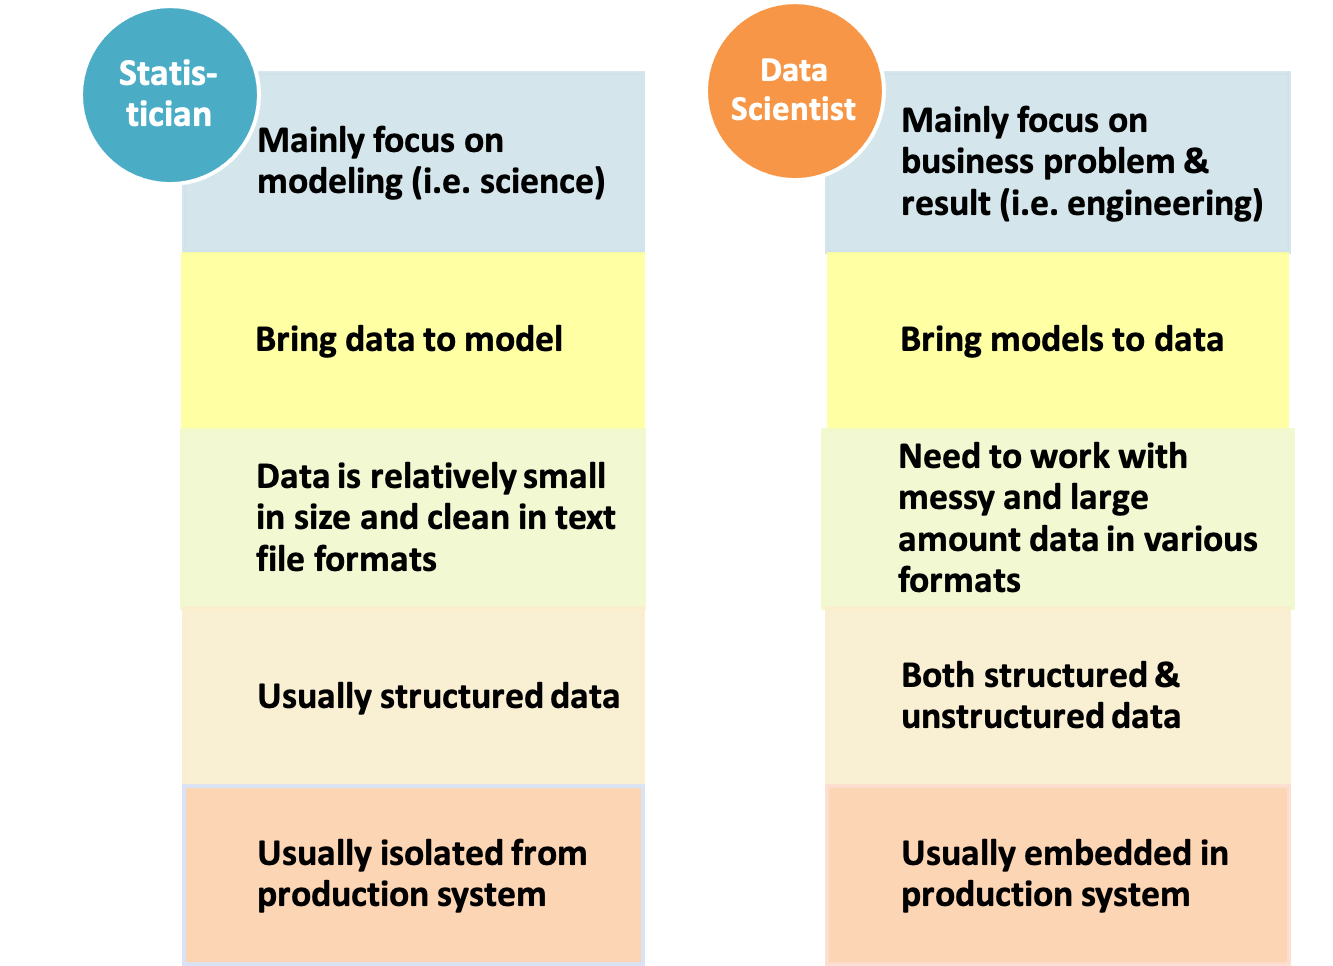 Statis-
tician
Mainly focus on
modeling (i.e. science)
Bring data to model
Data is relatively small
in size and clean in text
file formats
Usually structured data
Usually isolated from
production system
Data
Scientist
Mainly focus on
business problem &
result (i.e. engineering)
Bring models to data
Need to work with
messy and large
amount data in various
formats
Both structured &
unstructured data
Usually embedded in
production system